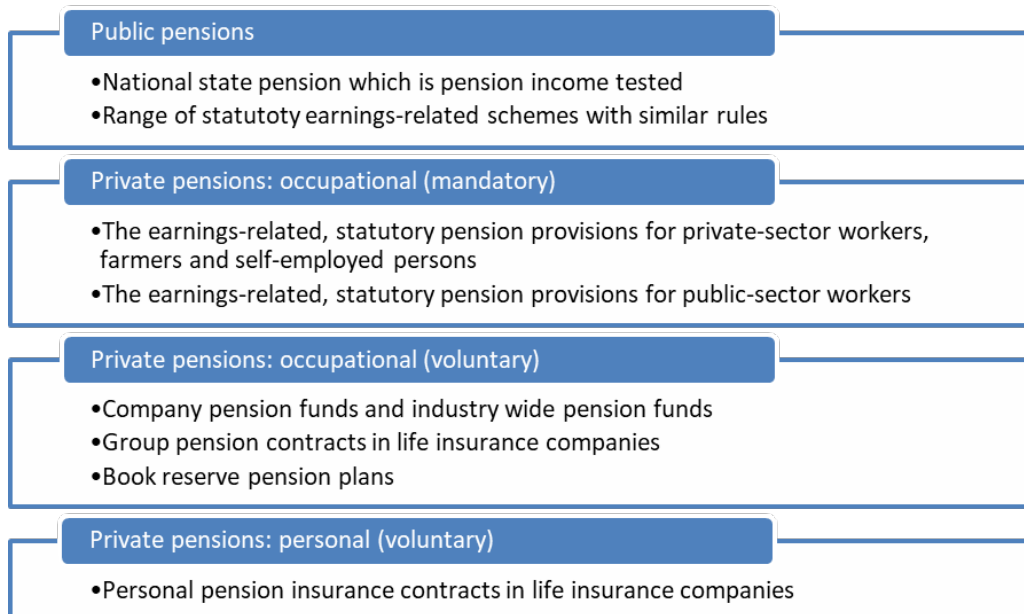 Public pensions
•National state pension which is pension income tested
•Range of statutoty earnings-related schemes with similar rules
Private pensions: occupational (mandatory)
•The earnings-related, statutory pension provisions for private-sector workers,
farmers and self-employed persons
•The earnings-related, statutory pension provisions for public-sector workers
Private pensions: occupational (voluntary)
•Company pension funds and industry wide pension funds
•Group pension contracts in life insurance companies
•Book reserve pension plans
Private pensions: personal (voluntary)
•Personal pension insurance contracts in life insurance companies